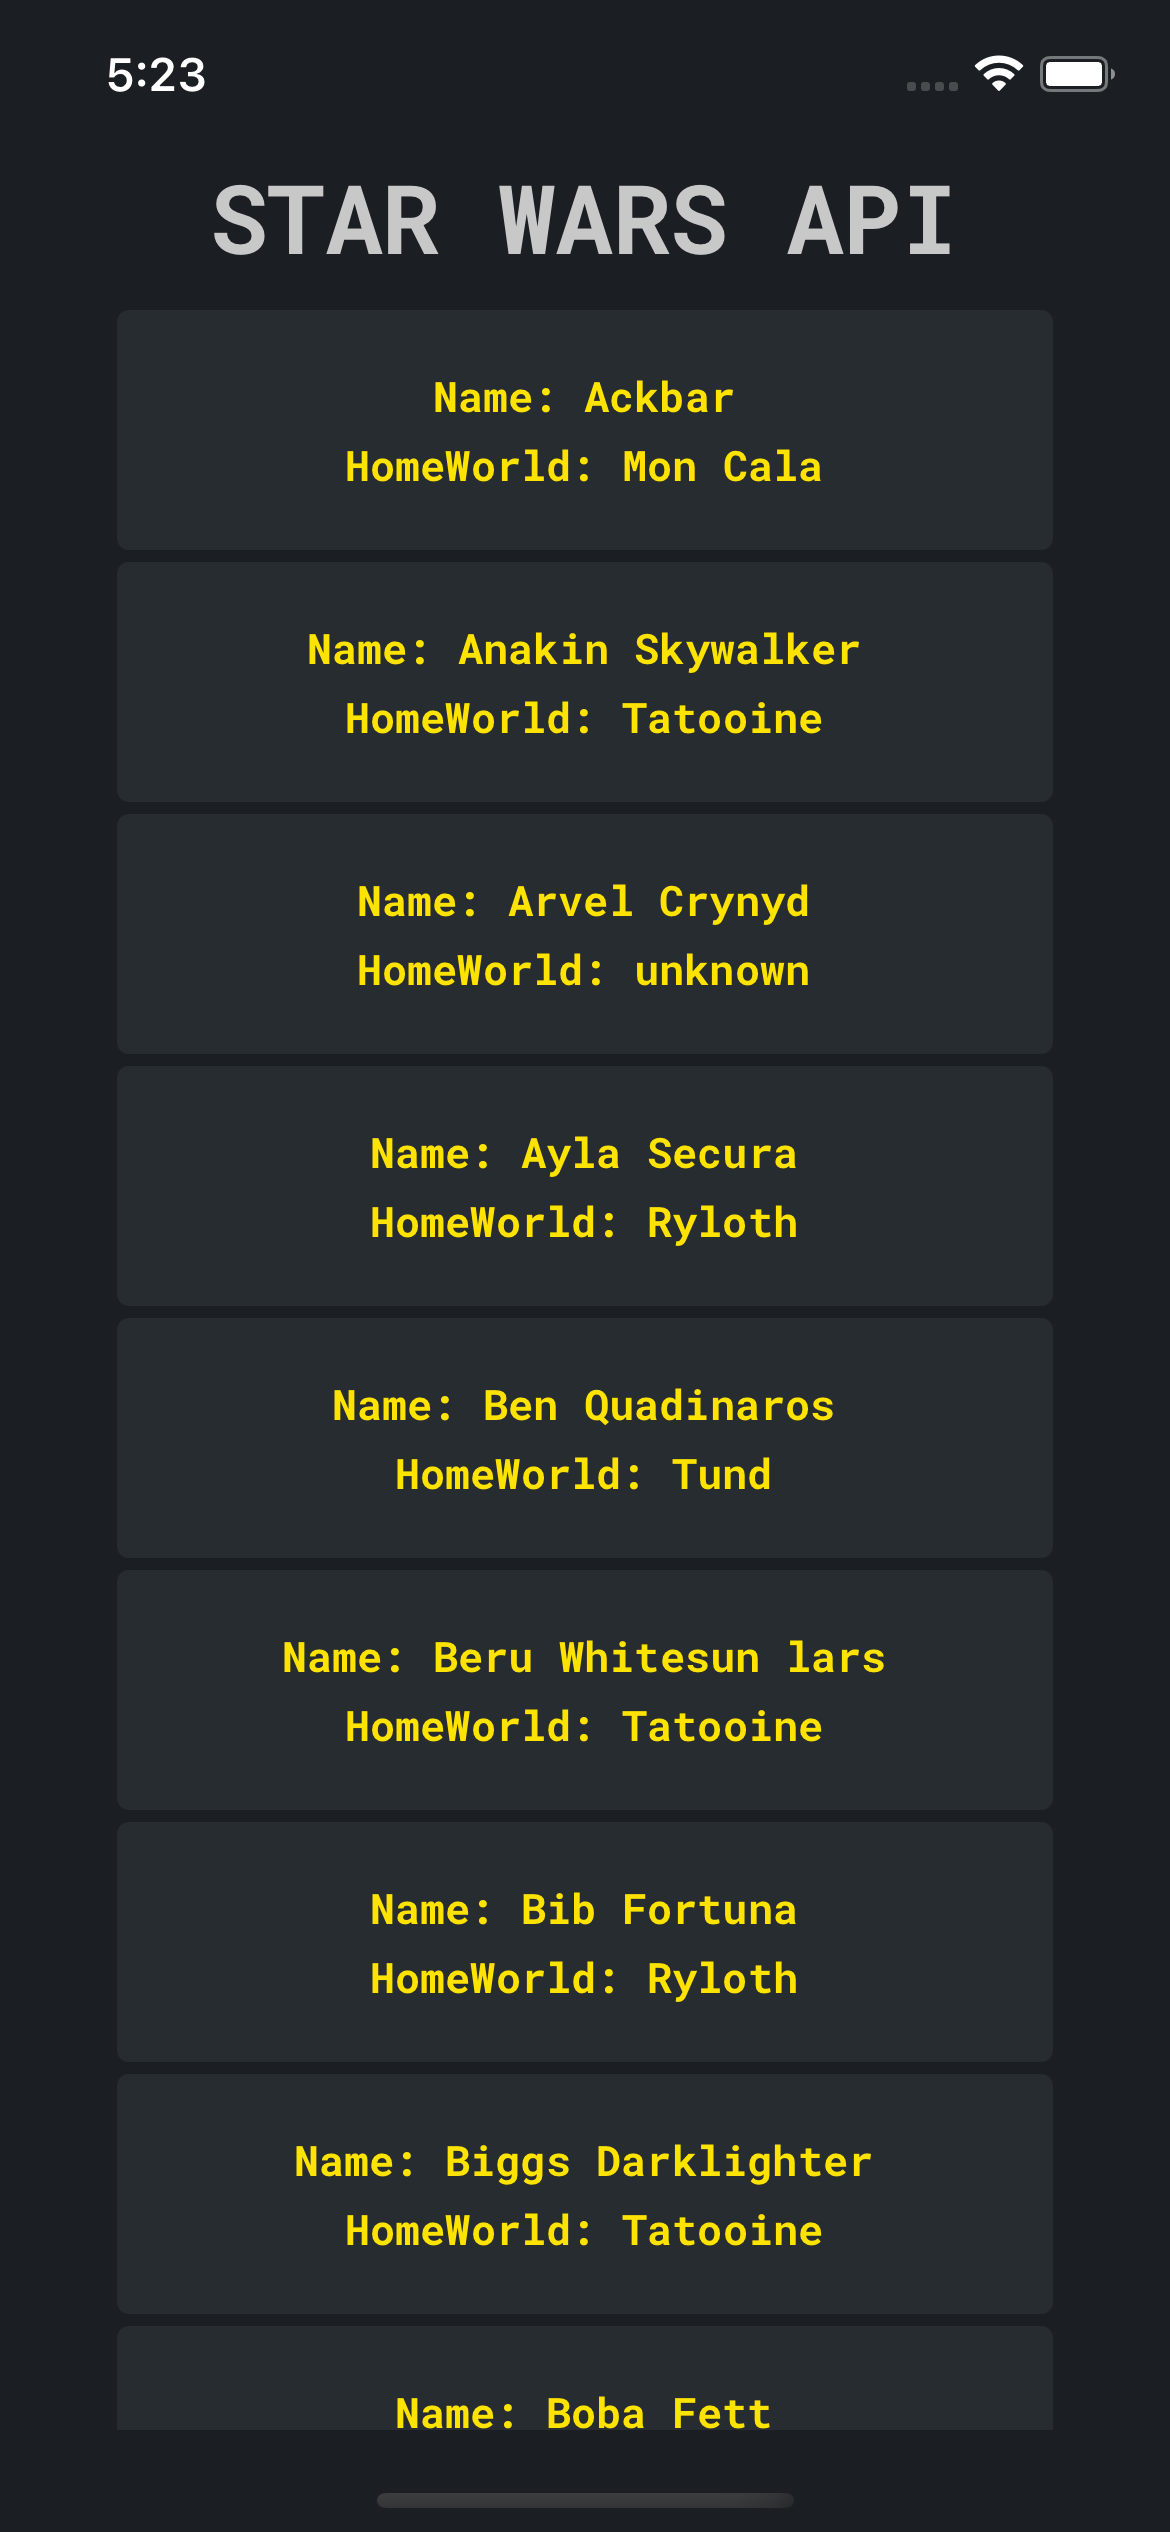 5:23
STAR WARS API
Name: Ackbar
HomeWorld: Mon Cala
Name: Anakin Skywalker
HomeWorld: Tatooine
Name: Arvel Crynyd
HomeWorld: unknown
Name: Ayla Secura
HomeWorld: Ryloth
Name: Ben Quadinaros
HomeWorld: Tund
Name: Beru Whitesun lars
HomeWorld: Tatooine
Name: Bib Fortuna
HomeWorld: Ryloth
Name: Biggs Darklighter
HomeWorld: Tatooine
Name: Boba Fett